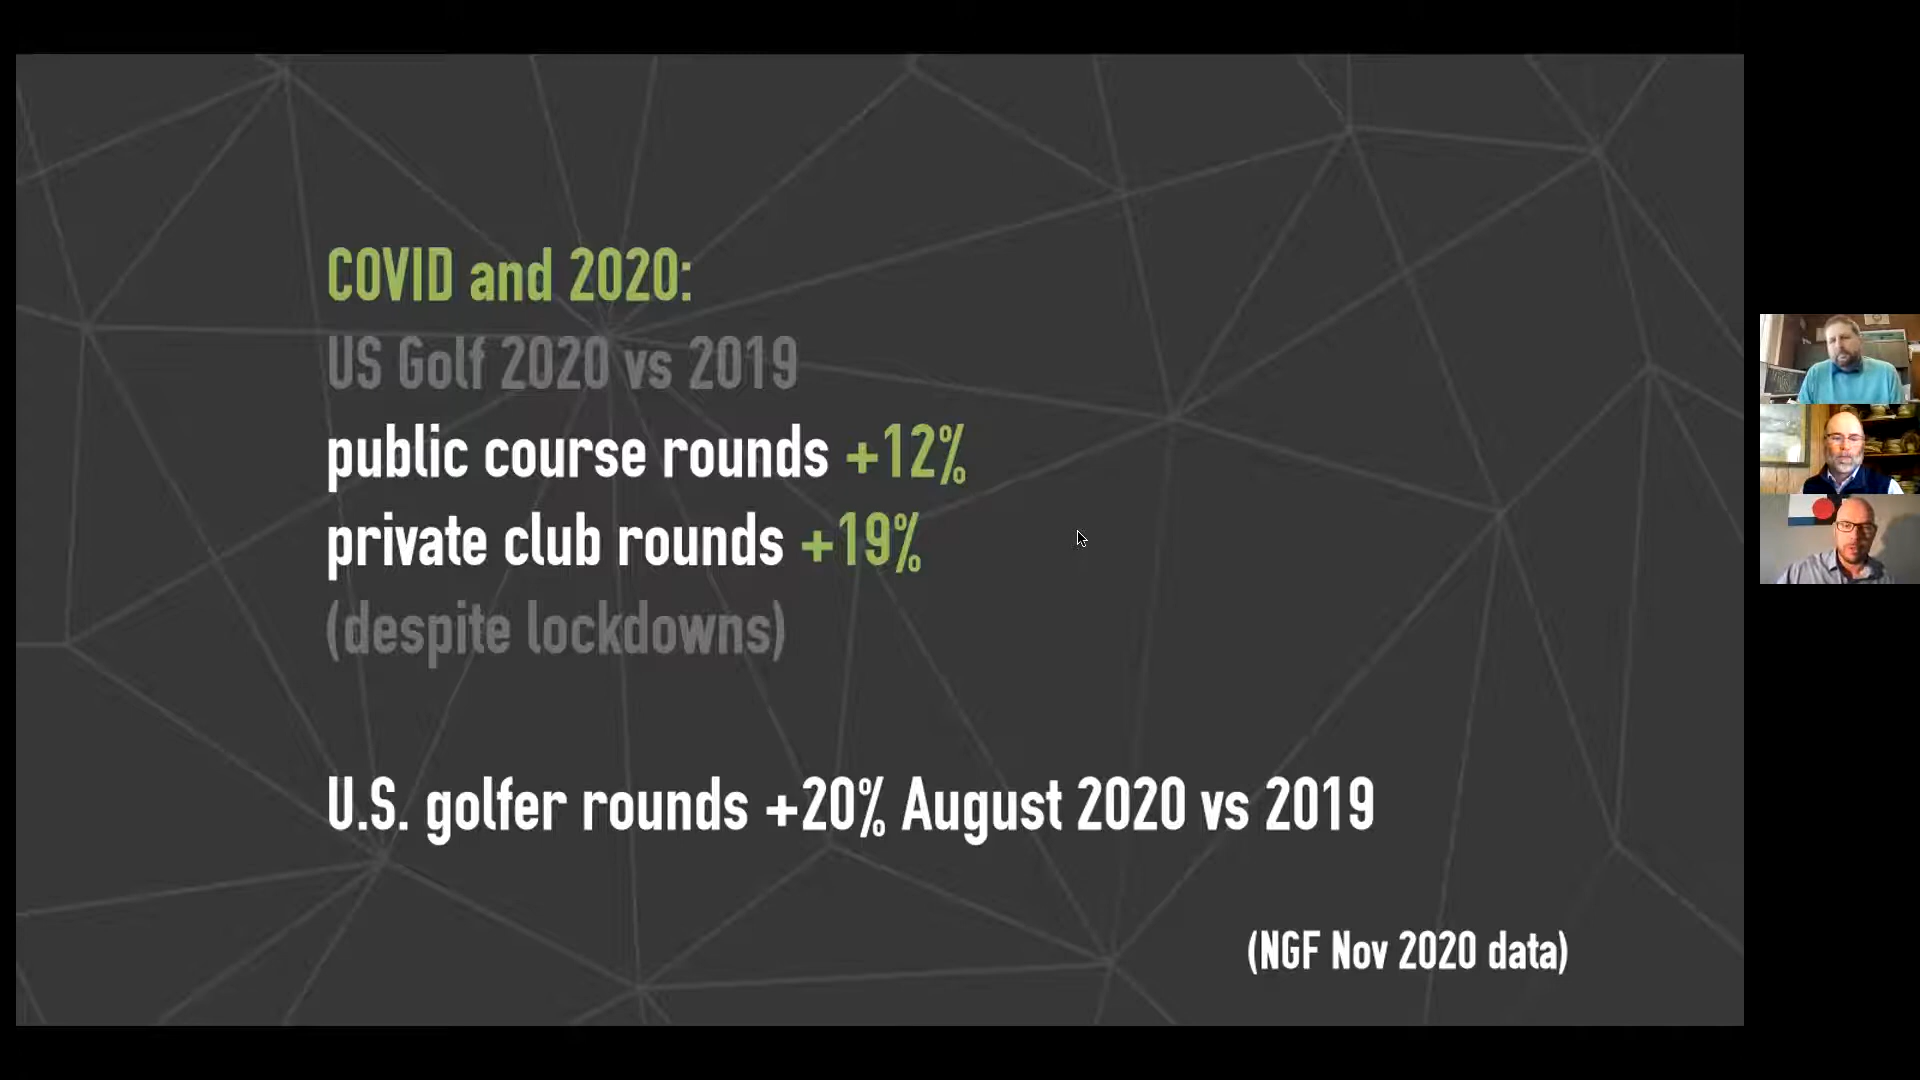 COVID and 2020:
US Golf 2020 vs 2019
public course rounds +12%
private club rounds +19%
(despite lockdowns)
U.S. golfer rounds +20% August 2020 vs 2019
(NGF Nov 2020 data)